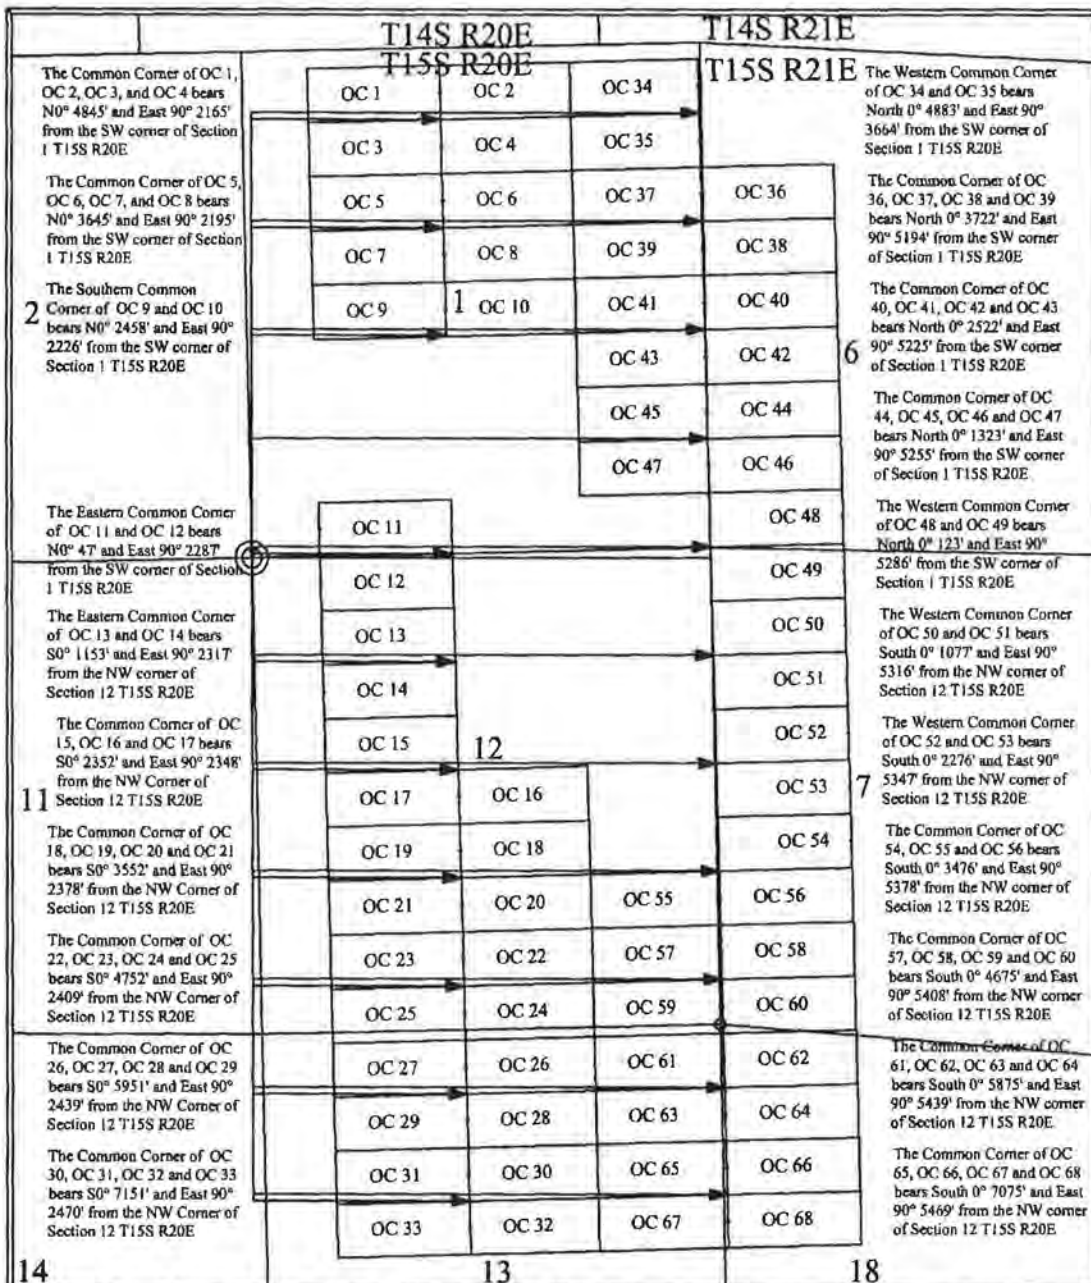 T14S R20E
T14S R21E
T15S R20E
T15S R21E
The Common Corner of OC 1,
OC 2, OC 3, and OC 4 bears
N0° 4845' and East 90° 2165'
from the SW corner of Section
1 T15S R20E
The Common Corner of OC 5,
OC 6, OC 7, and OC 8 bears
N0° 3645' and East 90° 2195'
from the SW corner of Section
1 T15S R20E
The Southern Common
Corner of OC 9 and OC 10
bears N0° 2458' and East 90°
2226' from the SW corner of
Section 1 T15S R20E
2
The Eastern Common Corner
of OC 11 and OC 12 bears
N0° 47' and East 90° 2287'
from the SW corner of Section
1 T15S R20E
The Eastern Common Corner
of OC 13 and OC 14 bears
S0° 1153' and East 90° 2317'
from the NW corner of
Section 12 T15S R20E
The Common Corner of OC
15, OC 16 and OC 17 bears
S0° 2352' and East 90° 2348'
from the NW Corner of
Section 12 T15S R20E
11
The Common Corner of OC
18, OC 19, OC 20 and OC 21
bears S0° 3552' and East 90°
2378' from the NW Corner of
Section 12 T15S R20E
The Common Corner of OC
22, OC 23, OC 24 and OC 25
bears S0° 4752' and East 90°
2409' from the NW Corner of
Section 12 T15S R20E
The Common Corner of OC
26, OC 27, OC 28 and OC 29
bears S0° 5951' and East 90°
2439' from the NW Corner of
Section 12 T15S R20E
The Common Corner of OC
30, OC 31, OC 32 and OC 33
bears S0° 7151' and East 90°
2470' from the NW Corner of
Section 12 T15S R20E
14
OC 1 OC 2 OC 34
OC 3 OC 4 OC 35
OC 5 OC 6 OC 37 OC 36
OC 7 OC 8 OC 39 OC 38
OC 9 1 OC 10 OC 41 OC 40
OC 43 OC 42
OC 45 OC 44
OC 47 OC 46
OC 11 OC 48
OC 12 OC 49
OC 13 OC 50
OC 14 OC 51
OC 15 12 OC 52
OC 17 OC 16 OC 53
OC 19 OC 18 OC 54
OC 21 OC 20 OC 55 OC 56
OC 23 OC 22 OC 57 OC 58
OC 25 OC 24 OC 59 OC 60
OC 27 OC 26 OC 61 OC 62
OC 29 OC 28 OC 63 OC 64
OC 31 OC 30 OC 65 OC 66
OC 33 OC 32 OC 67 OC 68
13
The Western Common Corner
of OC 34 and OC 35 bears
North 0° 4883' and East 90°
3664' from the SW corner of
Section 1 T15S R20E
The Common Corner of OC
36, OC 37, OC 38 and OC 39
bears North 0° 3722' and East
90° 5194' from the SW corner
of Section 1 T15S R20E
The Common Corner of OC
40, OC 41, OC 42 and OC 43
bears North 0° 2522' and East
90° 5225' from the SW corner
of Section 1 T15S R20E
6
The Common Corner of OC
44, OC 45, OC 46 and OC 47
bears North 0° 1323' and East
90° 5255' from the SW corner
of Section 1 T15S R20E
The Western Common Corner
of OC 48 and OC 49 bears
North 0° 123' and East 90°
5286' from the SW corner of
Section 1 T15S R20E
The Western Common Corner
of OC 50 and OC 51 bears
South 0° 1077' and East 90°
5316' from the NW corner of
Section 12 T15S R20E
The Western Common Corner
of OC 52 and OC 53 bears
South 0° 2276' and East 90°
5347' from the NW corner of
Section 12 T15S R20E
7
The Common Corner of OC
54, OC 55 and OC 56 bears
South 0° 3476' and East 90°
5378' from the NW corner of
Section 12 T15S R20E
The Common Corner of OC
57, OC 58, OC 59 and OC 60
bears South 0° 4675' and East
90° 5408' from the NW corner
of Section 12 T15S R20E
The Common Corner of OC
61, OC 62, OC 63 and OC 64
bears South 0° 5875' and East
90° 5439' from the NW corner
of Section 12 T15S R20E
The Common Corner of OC
65, OC 66, OC 67 and OC 68
bears South 0° 7075' and East
90° 5469' from the NW corner
of Section 12 T15S R20E
18